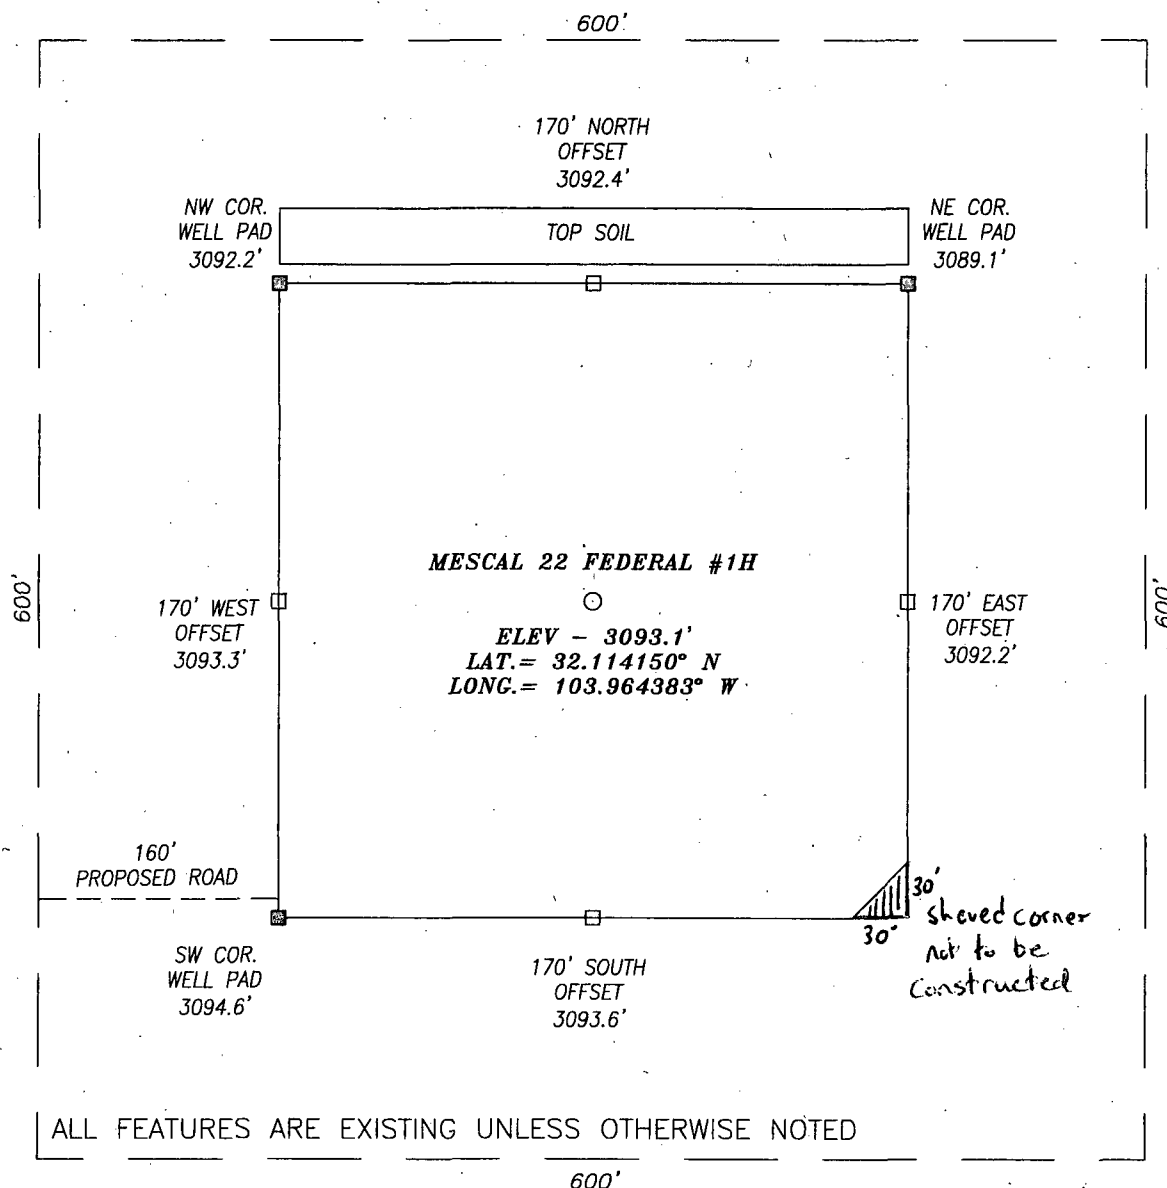 600'
170' NORTH
OFFSET
3092.4'
NW COR.
WELL PAD
3092.2'
TOP SOIL
NE COR.
WELL PAD
3089.1'
MESCAL 22 FEDERAL #1H
600'
170' WEST
OFFSET
3093.3'
ELEV - 3093.1'
LAT.= 32.114150° N
LONG.= 103.964383° W
170' EAST
OFFSET
3092.2'
600'
160'
PROPOSED ROAD
30'
30'
shaved corner
not to be
constructed
SW COR.
WELL PAD
3094.6'
170' SOUTH
OFFSET
3093.6'
ALL FEATURES ARE EXISTING UNLESS OTHERWISE NOTED
600'